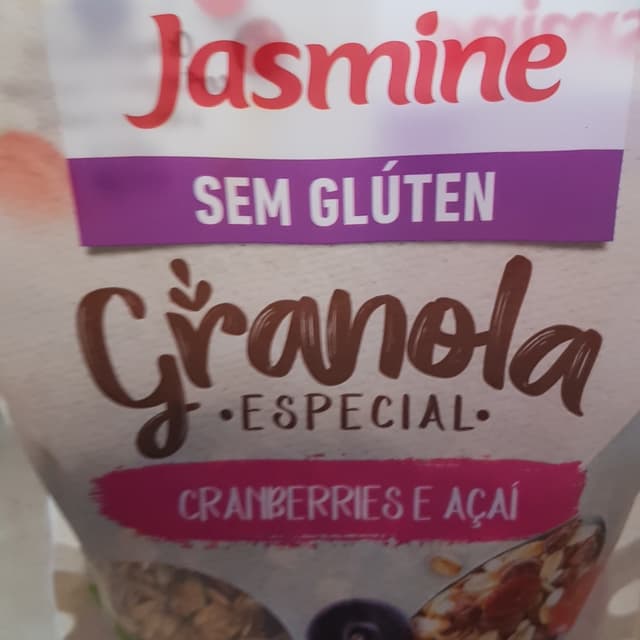 Jasmine
SEM GLÚTEN
Granola
•ESPECIAL•
CRANBERRIES E AÇAÍ